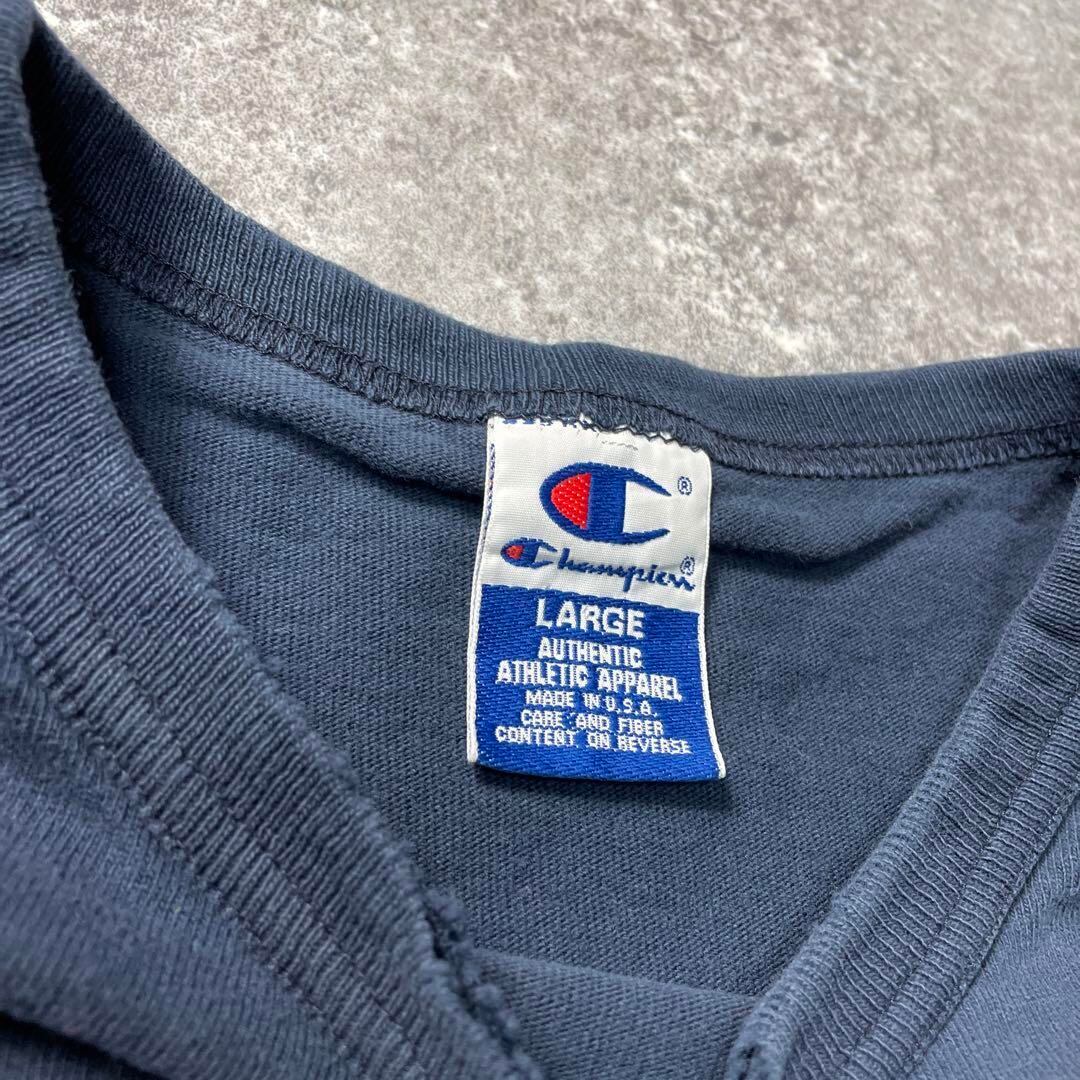 ®
Champion®
LARGE
AUTHENTIC
ATHLETIC APPAREL
MADE IN U.S.A.
CARE AND FIBER
CONTENT ON REVERSE